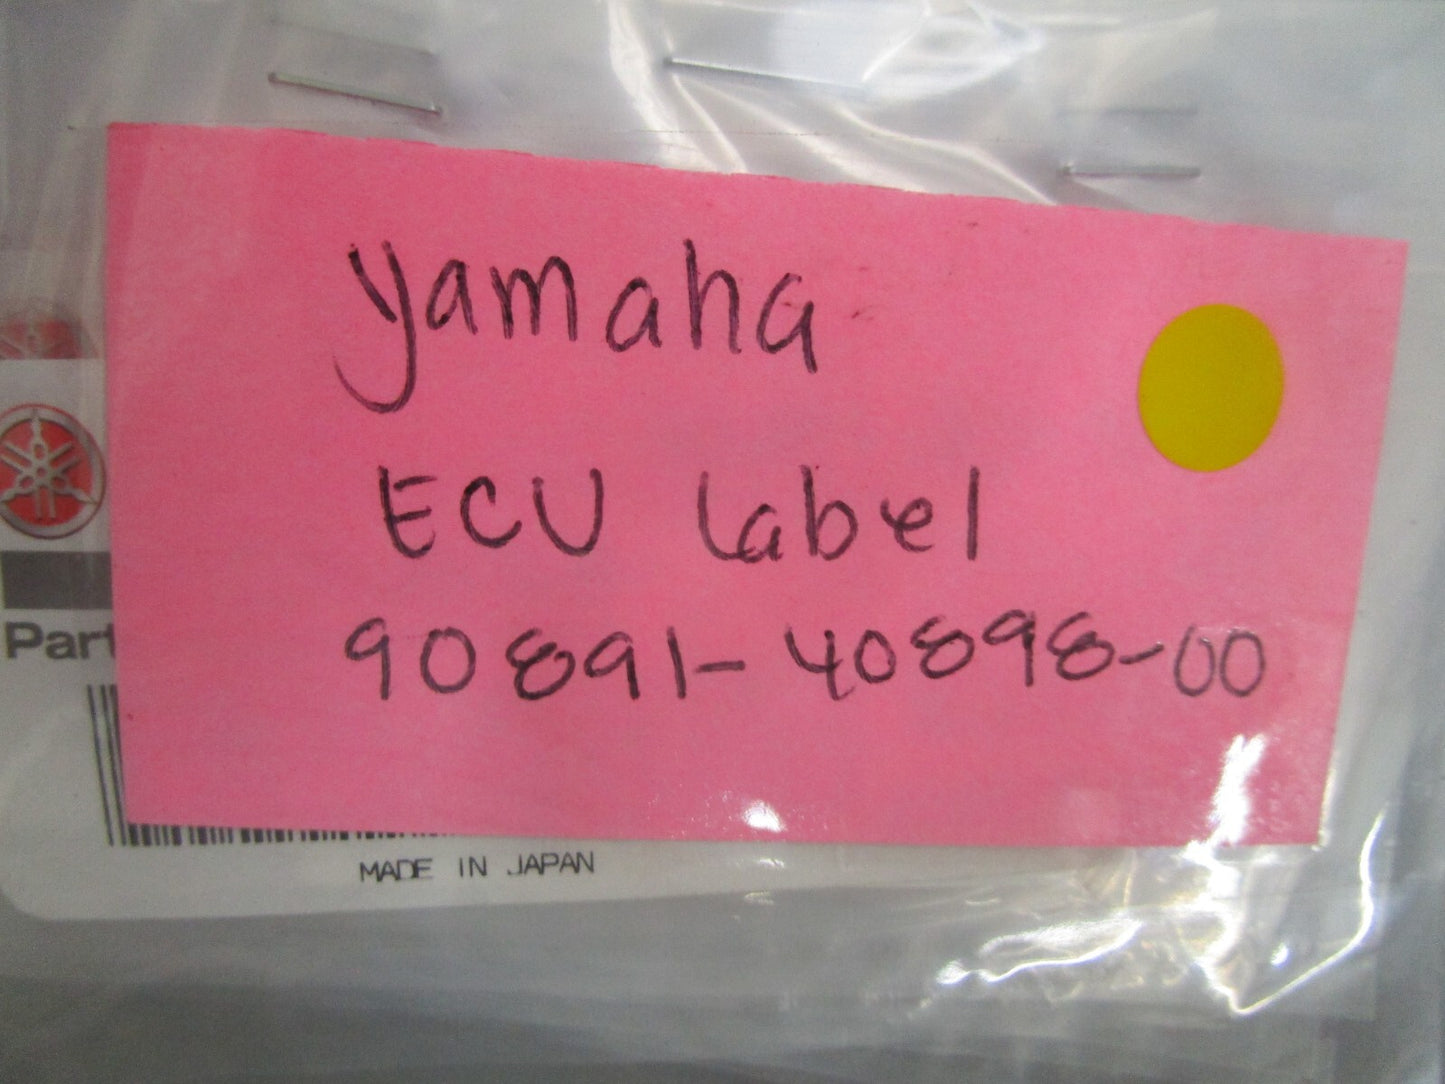 yamaha
ECU Label
90891-40898-00
Part
MADE IN JAPAN